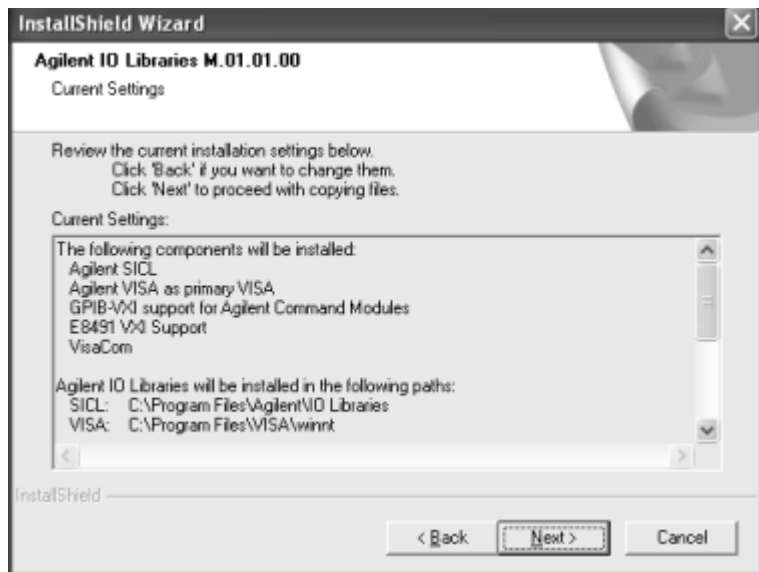 InstallShield Wizard
Agilent IO Libraries M.01.01.00
Current Settings
Review the current installation settings below.
Click 'Back' if you want to change them.
Click 'Next' to proceed with copying files.
Current Settings:
The following components will be installed:
Agilent SICL
Agilent VISA as primary VISA
GPIB-VXI support for Agilent Command Modules
E8491 VXI Support
VisaCom
Agilent IO Libraries will be installed in the following paths:
SICL: C:\Program Files\Agilent\IO Libraries
VISA: C:\Program Files\VISA\winnt
InstallShield
< Back Next > Cancel